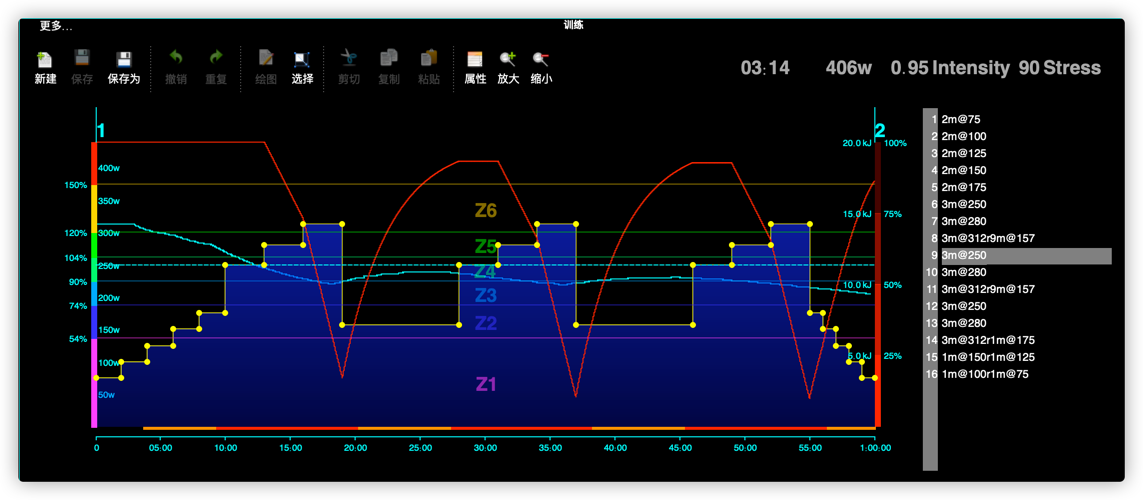 更多...
训练
新建 保存 保存为 撤销 重复 绘图 选择 剪切 复制 粘贴 属性 放大 缩小
03:14 406w 0.95 Intensity 90 Stress
1
2
20.0 kJ 100%
400w
150%
350w
Z6
15.0 kJ 75%
120%
300w
Z5
104%
250w
Z4
90%
Z3
10.0 kJ 50%
200w
74%
Z2
150w
54%
5.0 kJ 25%
100w
Z1
50w
0 05:00 10:00 15:00 20:00 25:00 30:00 35:00 40:00 45:00 50:00 55:00 1:00:00
1 2m@75
2 2m@100
3 2m@125
4 2m@150
5 2m@175
6 3m@250
7 3m@280
8 3m@312r9m@157
9 3m@250
10 3m@280
11 3m@312r9m@157
12 3m@250
13 3m@280
14 3m@312r1m@175
15 1m@150r1m@125
16 1m@100r1m@75